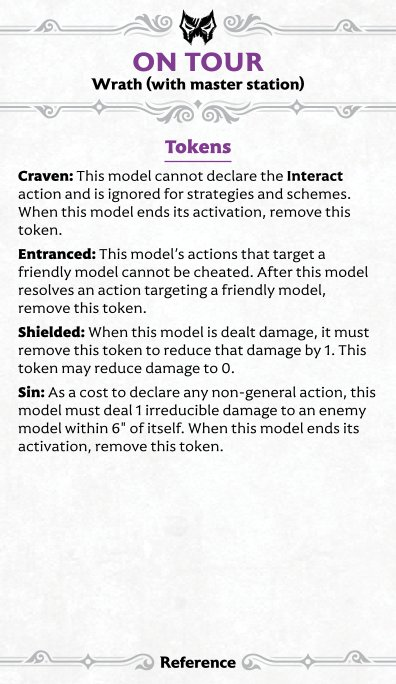 ON TOUR
Wrath (with master station)
Tokens
Craven: This model cannot declare the Interact
action and is ignored for strategies and schemes.
When this model ends its activation, remove this
token.
Entranced: This model's actions that target a
friendly model cannot be cheated. After this model
resolves an action targeting a friendly model,
remove this token.
Shielded: When this model is dealt damage, it must
remove this token to reduce that damage by 1. This
token may reduce damage to 0.
Sin: As a cost to declare any non-general action, this
model must deal 1 irreducible damage to an enemy
model within 6" of itself. When this model ends its
activation, remove this token.
Reference